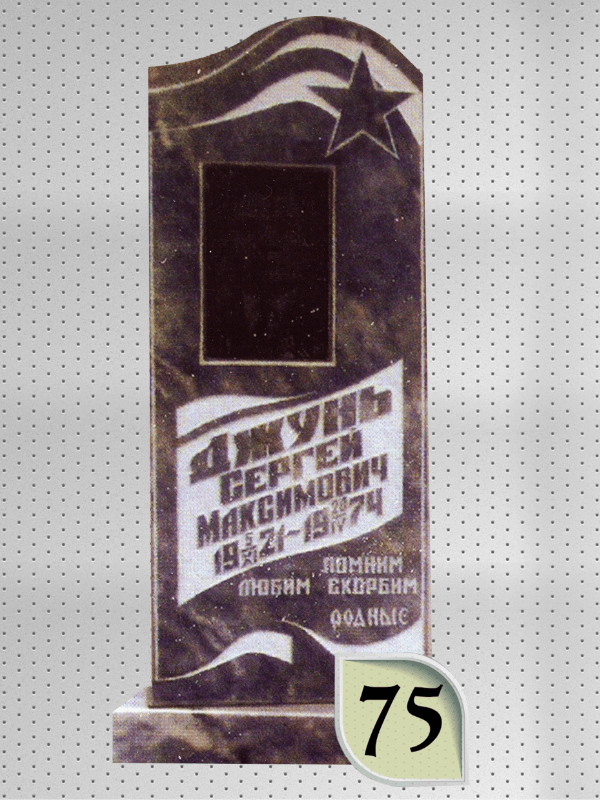 ДЖУНЬ
СЕРГЕЙ
МАКСИМОВИЧ
19 5/XI 21-19 20/IV 74
ПОМНИМ
ЛЮБИМ СКОРБИМ
РОДНЫЕ
75